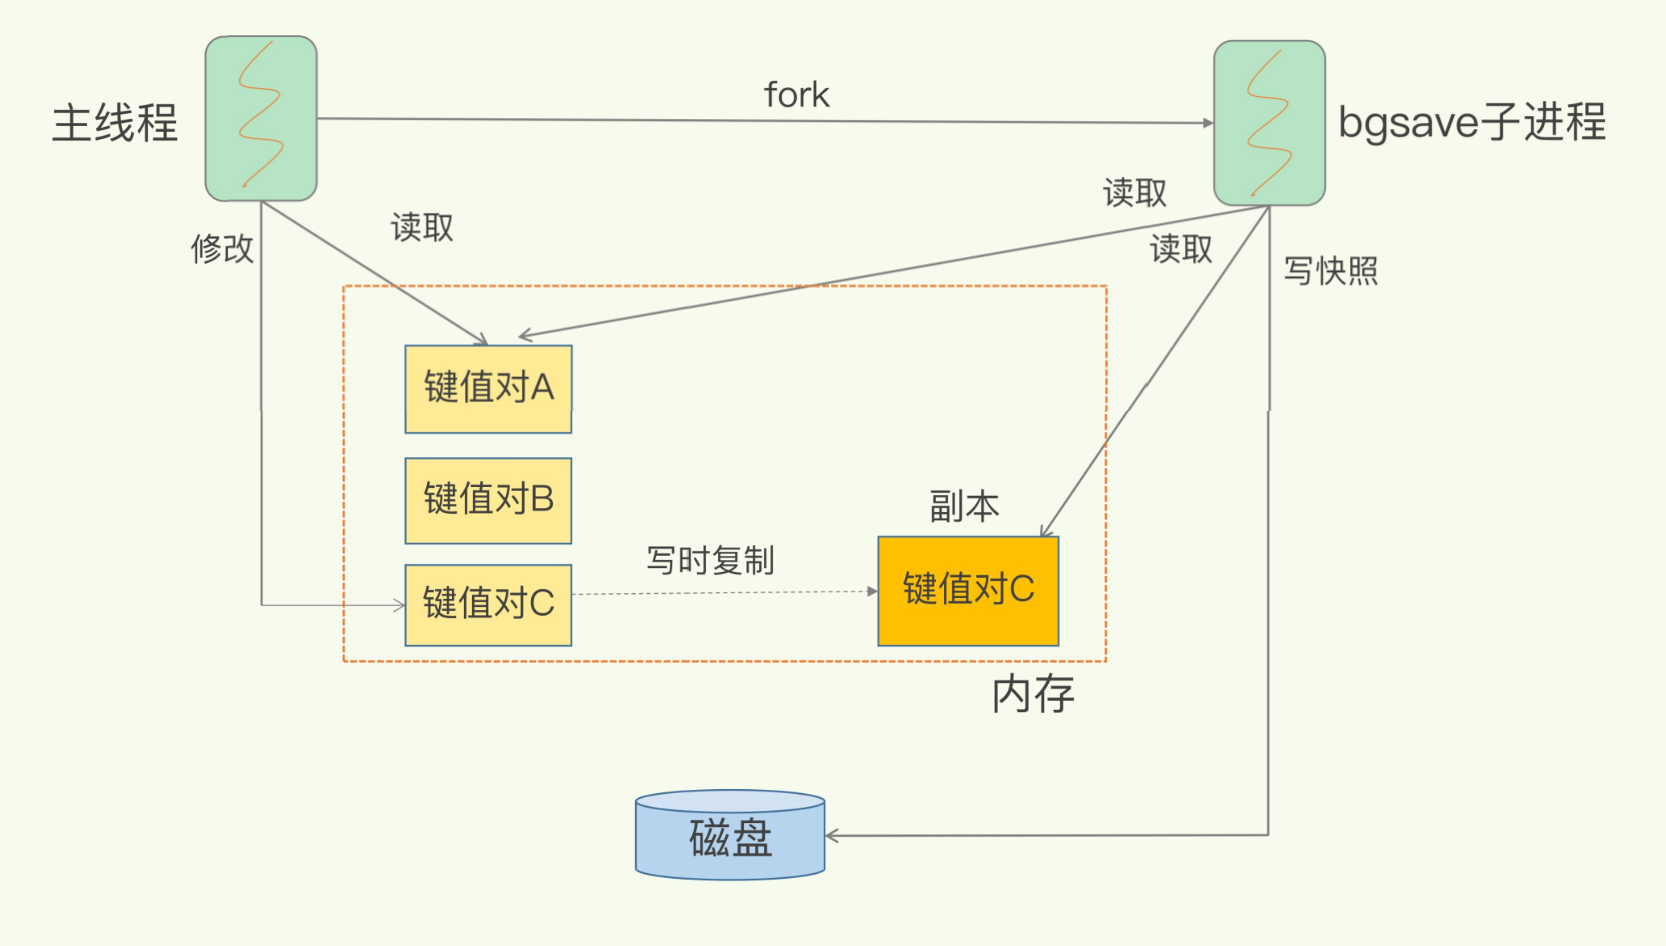 fork
主线程
bgsave子进程
读取
读取
修改
读取
写快照
键值对A
键值对B
副本
写时复制
键值对C
键值对C
内存
磁盘